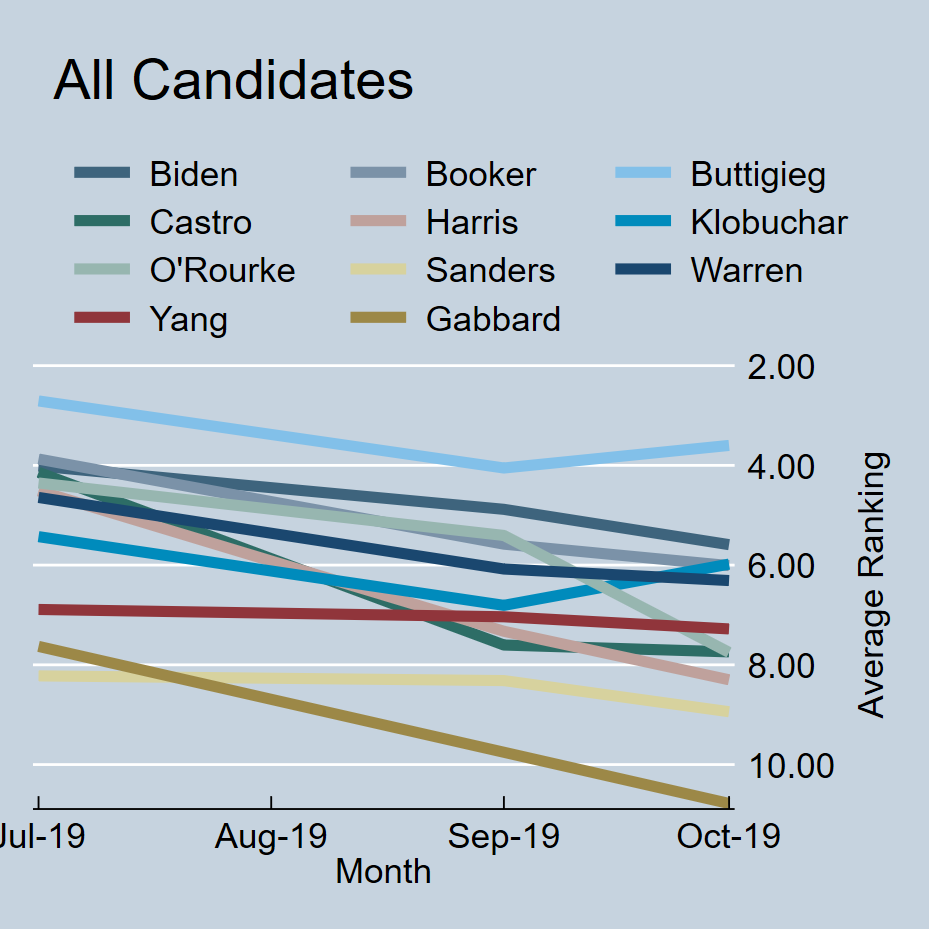 All Candidates
Biden Booker Buttigieg
Castro Harris Klobuchar
O'Rourke Sanders Warren
Yang Gabbard
2.00
4.00
6.00
8.00
10.00
Average Ranking
Jul-19 Aug-19 Sep-19 Oct-19
Month